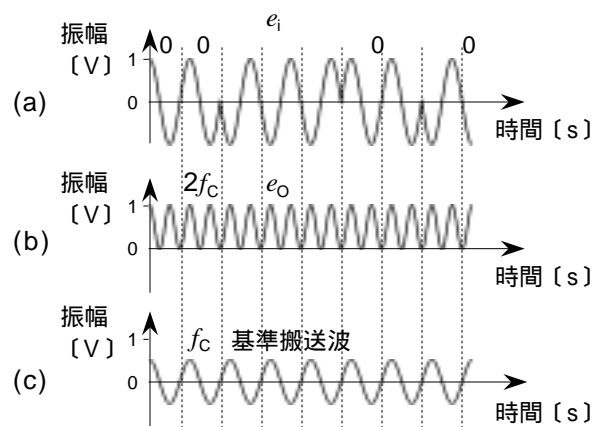 振幅
〔V〕
0 0 e_i 0 0
1
0
(a)
時間〔s〕
振幅
〔V〕
2f_C e_O
1
0
(b)
時間〔s〕
振幅
〔V〕
f_C 基準搬送波
1
0
(c)
時間〔s〕